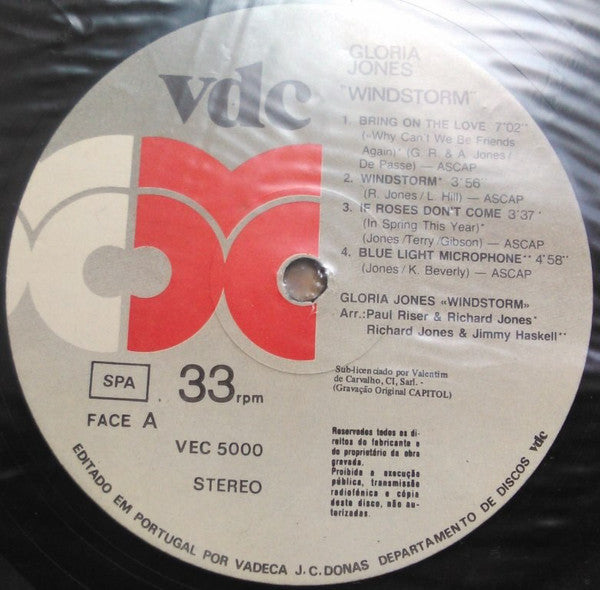 vdc
GLORIA
JONES
"WINDSTORM"
1. BRING ON THE LOVE 7'02''
(«Why Can't We Be Friends
Again)* (G. R. & A. Jones/
De Passe) — ASCAP
2. WINDSTORM* 3'56''
(R. Jones/L. Hill) — ASCAP
3. IF ROSES DON'T COME 3'37''
(In Spring This Year)*
(Jones/Terry/Gibson) — ASCAP
4. BLUE LIGHT MICROPHONE** 4'58''
(Jones/K. Beverly) — ASCAP
GLORIA JONES «WINDSTORM»
Arr.:Paul Riser & Richard Jones*
Richard Jones & Jimmy Haskell**
Sub-licenciado por Valentim
de Carvalho, CI, Sarl. -
(Gravação Original CAPITOL)
SPA
33 rpm
FACE A
VEC 5000
STEREO
Reservados todos os di-
reitos do fabricante e
do proprietário da obra
gravada.
Proibida a execução
pública, transmissão
radiofónica e cópia
deste disco, não au-
torizadas.
EDITADO EM PORTUGAL POR VADECA J.C.DONAS DEPARTAMENTO DE DISCOS vdc